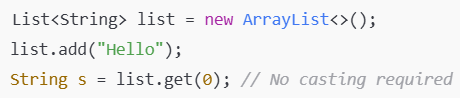 List<String> list = new ArrayList<>();
list.add("Hello");
String s = list.get(0); // No casting required